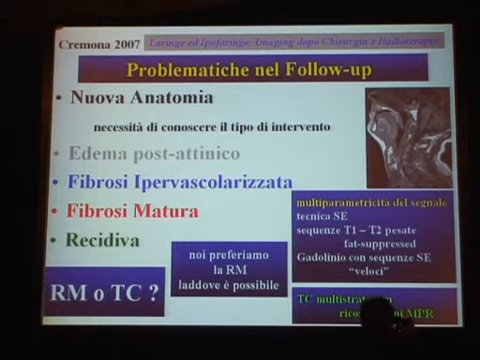 Cremona 2007
Laringe ed Ipofaringe: Imaging dopo Chirurgia e Radioterapia
Problematiche nel Follow-up
• Nuova Anatomia
necessità di conoscere il tipo di intervento
• Edema post-attinico
• Fibrosi Ipervascolarizzata
• Fibrosi Matura
• Recidiva
multiparametricità del segnale
tecnica SE
sequenze T1 – T2 pesate
fat-suppressed
Gadolinio con sequenze SE
“veloci”
noi preferiamo
la RM
laddove è possibile
RM o TC ?
TC multistrato
MPR